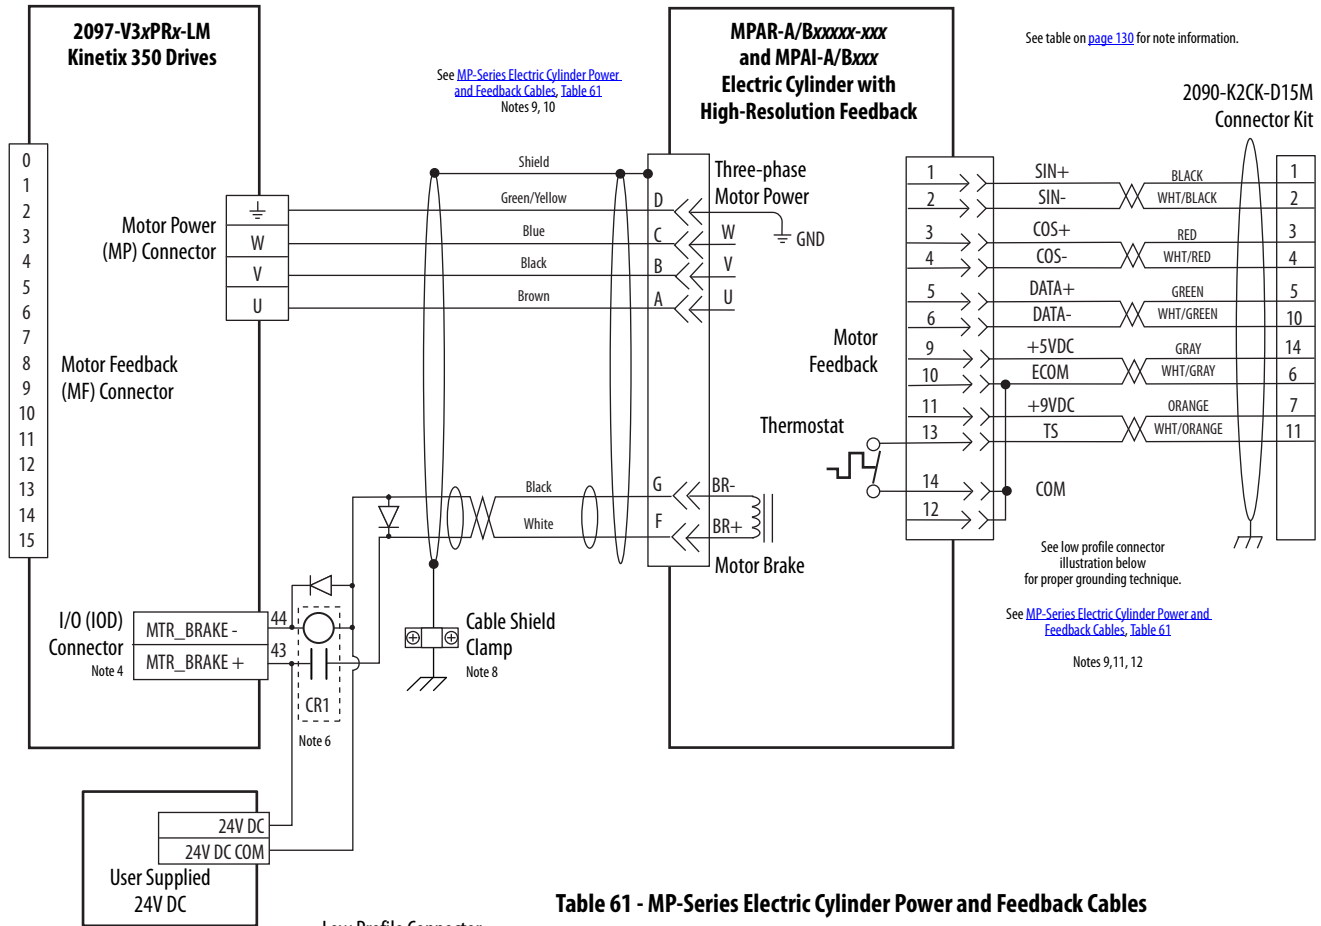 2097-V3xPRx-LM
Kinetix 350 Drives
MPAR-A/Bxxxxx-xxx
and MPAI-A/Bxxx
Electric Cylinder with
High-Resolution Feedback
See table on page 130 for note information.
See MP-Series Electric Cylinder Power
and Feedback Cables, Table 61
Notes 9, 10
2090-K2CK-D15M
Connector Kit
0
1
2
3
4
5
6
7
8
9
10
11
12
13
14
15
Motor Power
(MP) Connector
W
V
U
Motor Feedback
(MF) Connector
Shield
Green/Yellow
Blue
Black
Brown
D
C
B
A
Three-phase
Motor Power
W
V
U
GND
Motor
Feedback
Thermostat
1 SIN+ BLACK 1
2 SIN- WHT/BLACK 2
3 COS+ RED 3
4 COS- WHT/RED 4
5 DATA+ GREEN 5
6 DATA- WHT/GREEN 10
9 +5VDC GRAY 14
10 ECOM WHT/GRAY 6
11 +9VDC ORANGE 7
13 TS WHT/ORANGE 11
14 COM
12
Black
White
G
F
BR-
BR+
Motor Brake
See low profile connector
illustration below
for proper grounding technique.
See MP-Series Electric Cylinder Power and
Feedback Cables, Table 61
Notes 9,11, 12
I/O (IOD)
Connector
Note 4
MTR_BRAKE - 44
MTR_BRAKE + 43
CR1
Note 6
Cable Shield
Clamp
Note 8
24V DC
24V DC COM
User Supplied
24V DC
Table 61 - MP-Series Electric Cylinder Power and Feedback Cables
Low Profile Connector